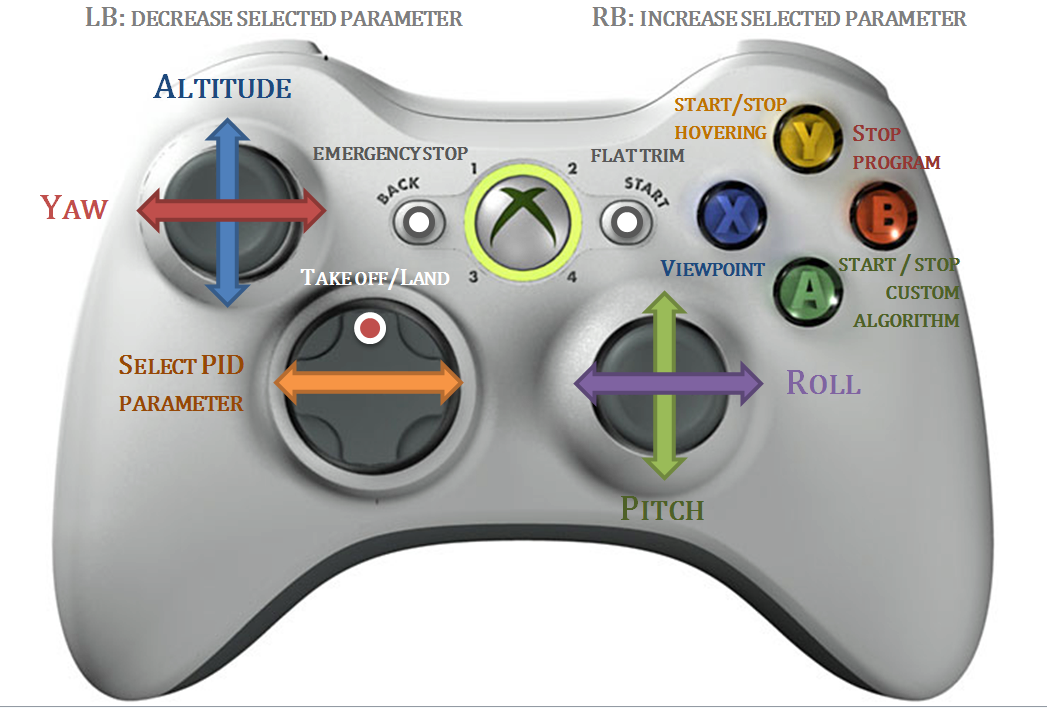 LB: DECREASE SELECTED PARAMETER
RB: INCREASE SELECTED PARAMETER
ALTITUDE
START/STOP
HOVERING
Y
STOP
PROGRAM
EMERGENCY STOP
FLAT TRIM
1
2
BACK
START
YAW
X
B
VIEWPOINT
3
4
TAKE OFF/LAND
A
START / STOP
CUSTOM
ALGORITHM
SELECT PID
PARAMETER
ROLL
PITCH